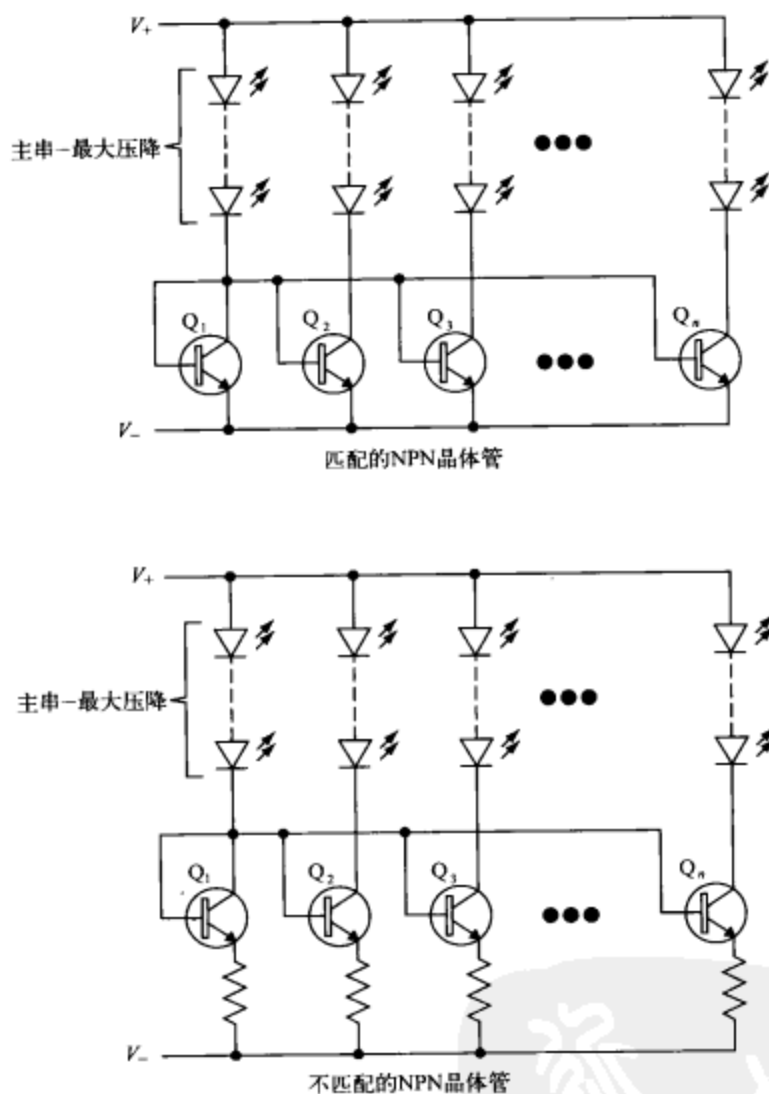 V+
主串-最大压降
Q1
Q2
Q3
Qn
V-
匹配的NPN晶体管
V+
主串-最大压降
Q1
Q2
Q3
Qn
V-
不匹配的NPN晶体管